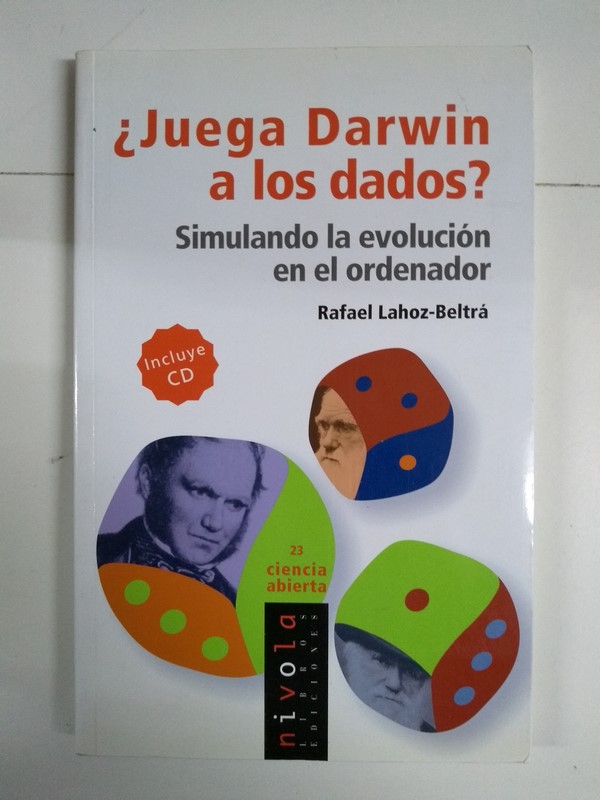 ¿Juega Darwin
a los dados?
Simulando la evolución
en el ordenador
Rafael Lahoz-Beltrá
Incluye
CD
23
ciencia
abierta
nivola
LIBROS
EDICIONES